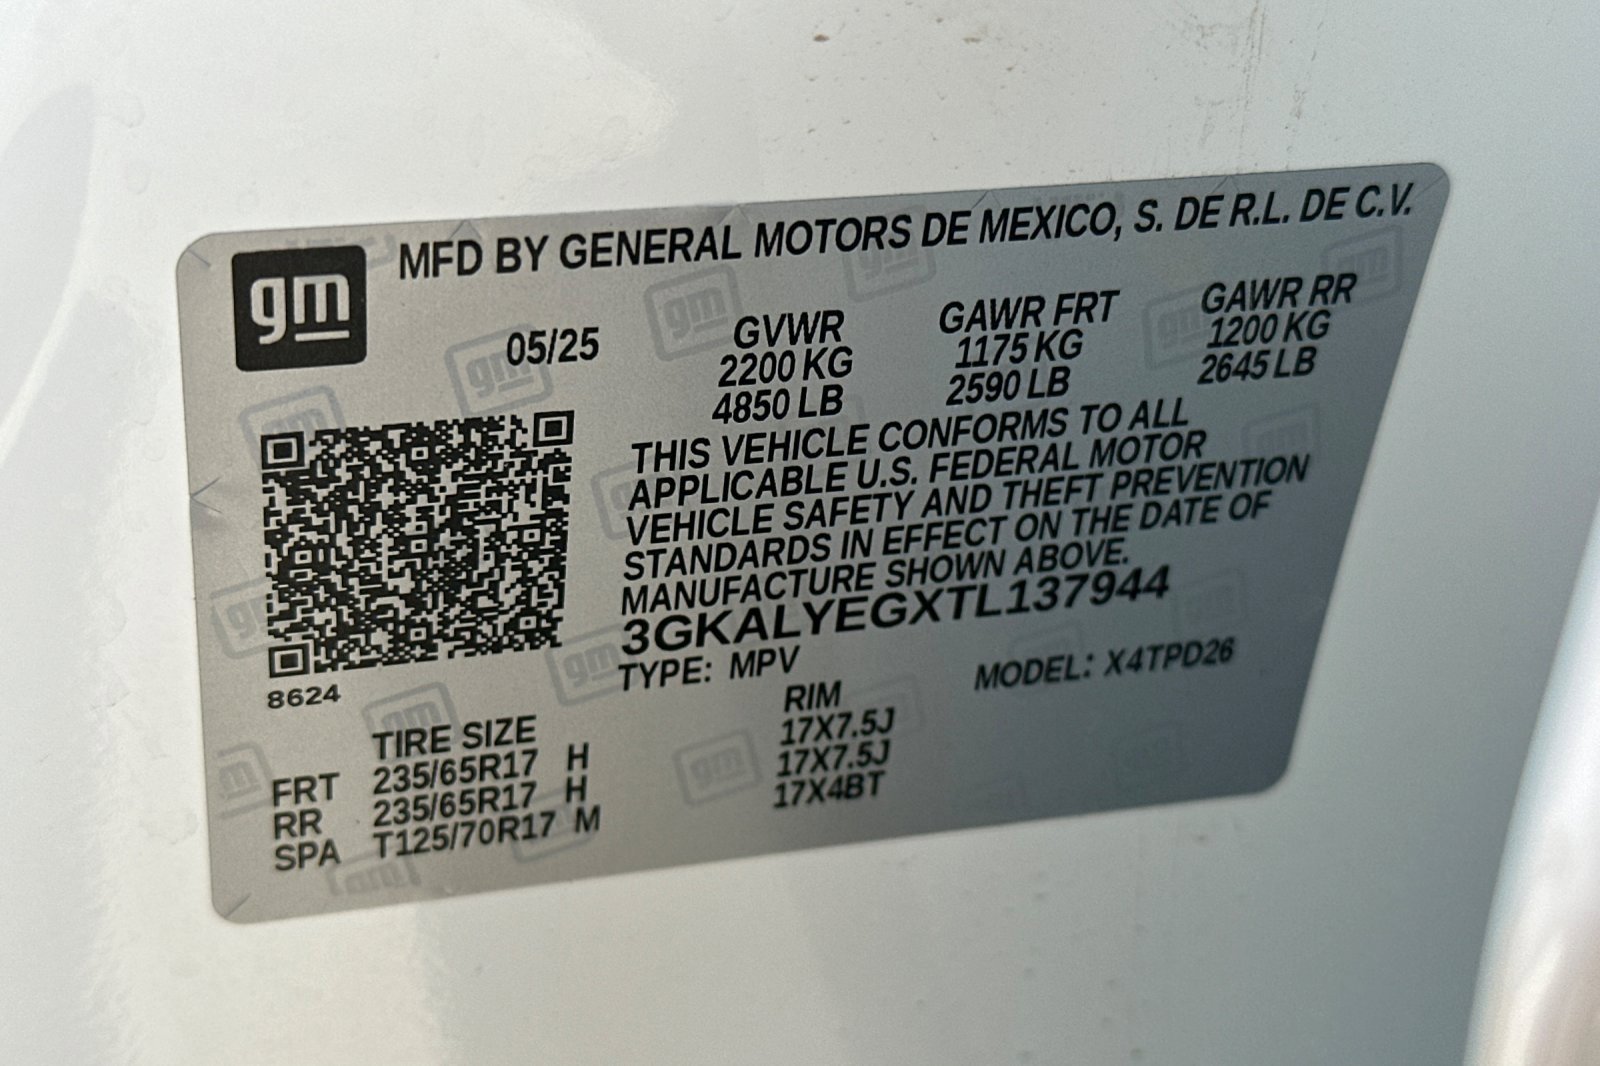 gm MFD BY GENERAL MOTORS DE MEXICO, S. DE R.L. DE C.V.
05/25 GVWR GAWR FRT GAWR RR
2200 KG 1175 KG 1200 KG
4850 LB 2590 LB 2645 LB
THIS VEHICLE CONFORMS TO ALL
APPLICABLE U.S. FEDERAL MOTOR
VEHICLE SAFETY AND THEFT PREVENTION
STANDARDS IN EFFECT ON THE DATE OF
MANUFACTURE SHOWN ABOVE.
3GKALYEGXTL137944
TYPE: MPV MODEL: X4TPD26
8624
TIRE SIZE RIM
FRT 235/65R17 H 17X7.5J
RR 235/65R17 H 17X7.5J
SPA T125/70R17 M 17X4BT